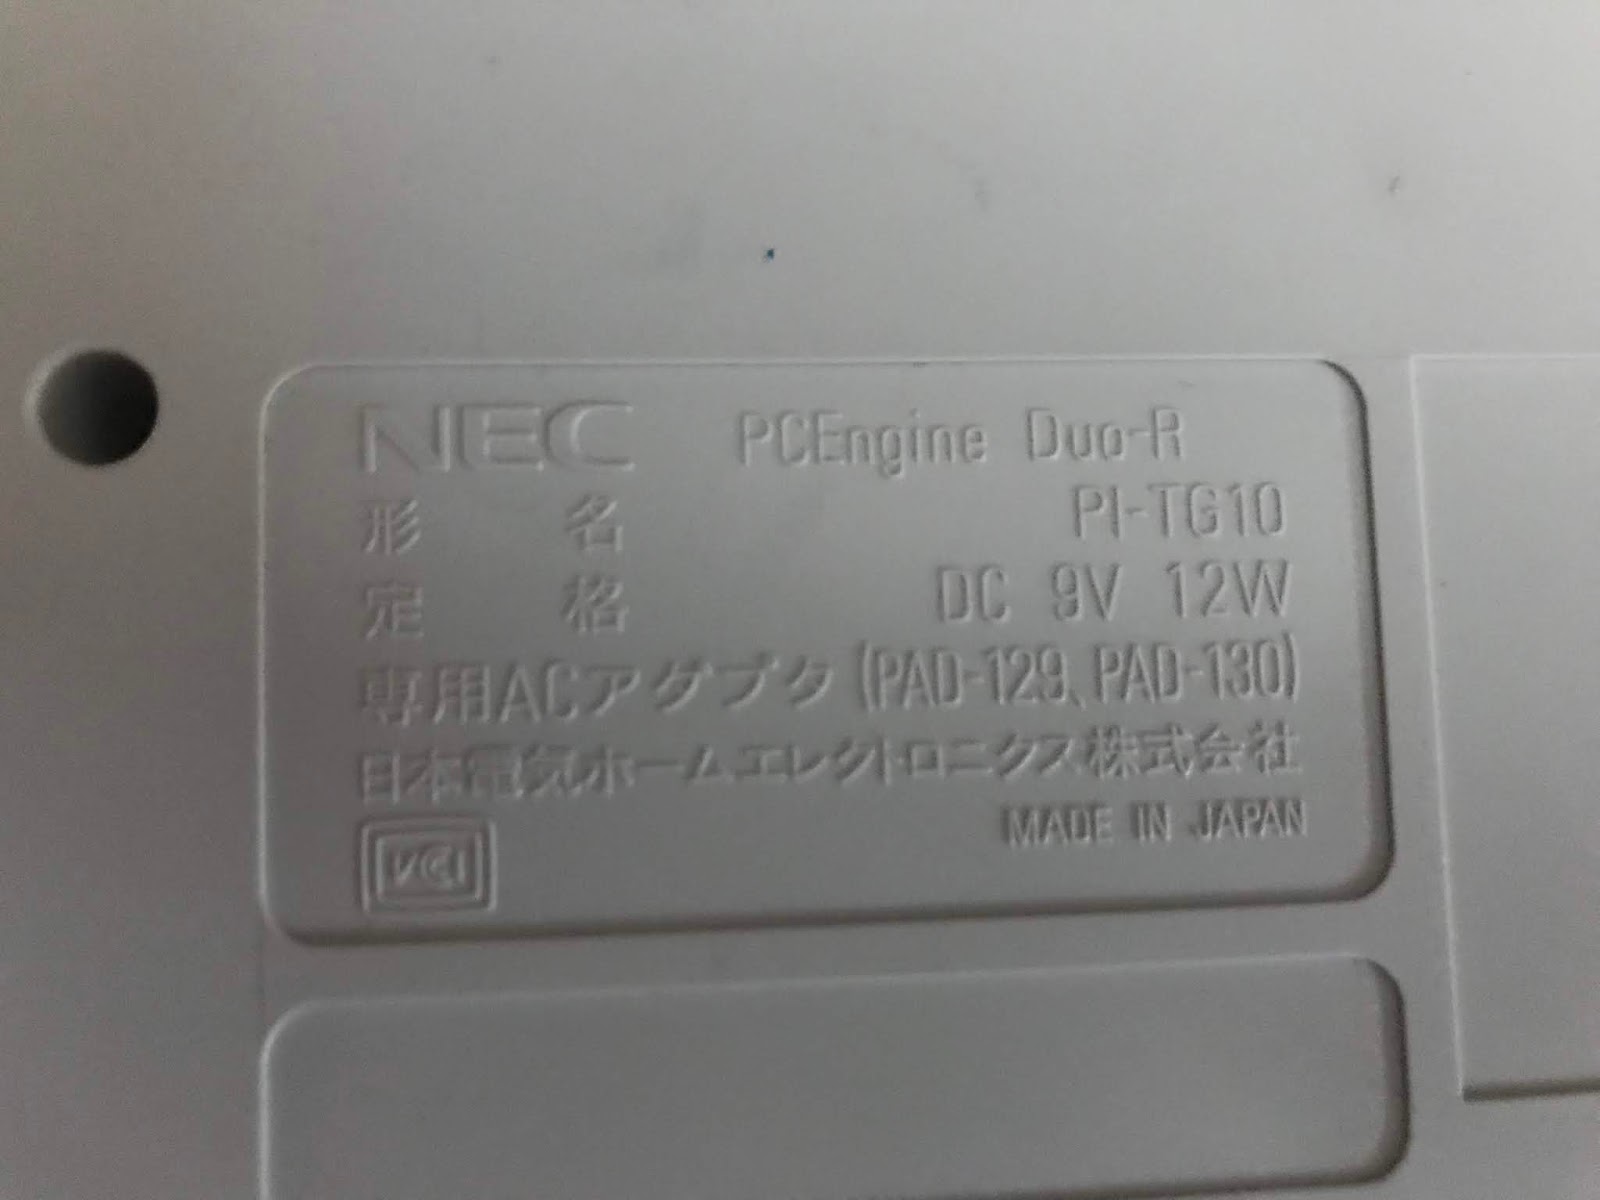 NEC PCEngine Duo-R
形名 PI-TG10
定格 DC 9V 12W
専用ACアダプタ (PAD-129、PAD-130)
日本電気ホームエレクトロニクス株式会社
MADE IN JAPAN
VCI